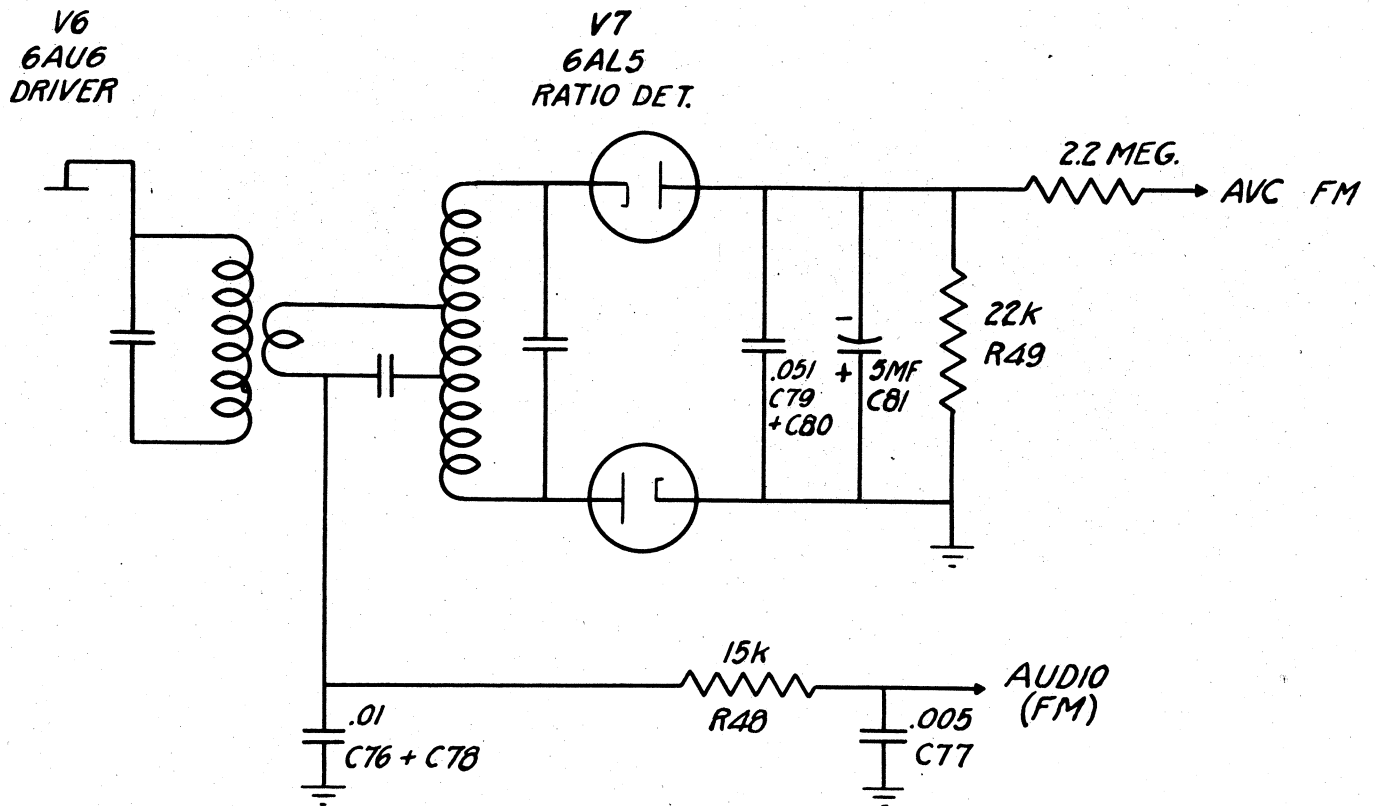 V6
6AU6
DRIVER
V7
6AL5
RATIO DET.
2.2 MEG.
AVC FM
22K
R49
.051
C79
+C80
-
+ 5MF
C81
15K
R48
AUDIO
(FM)
.01
C76 + C78
.005
C77